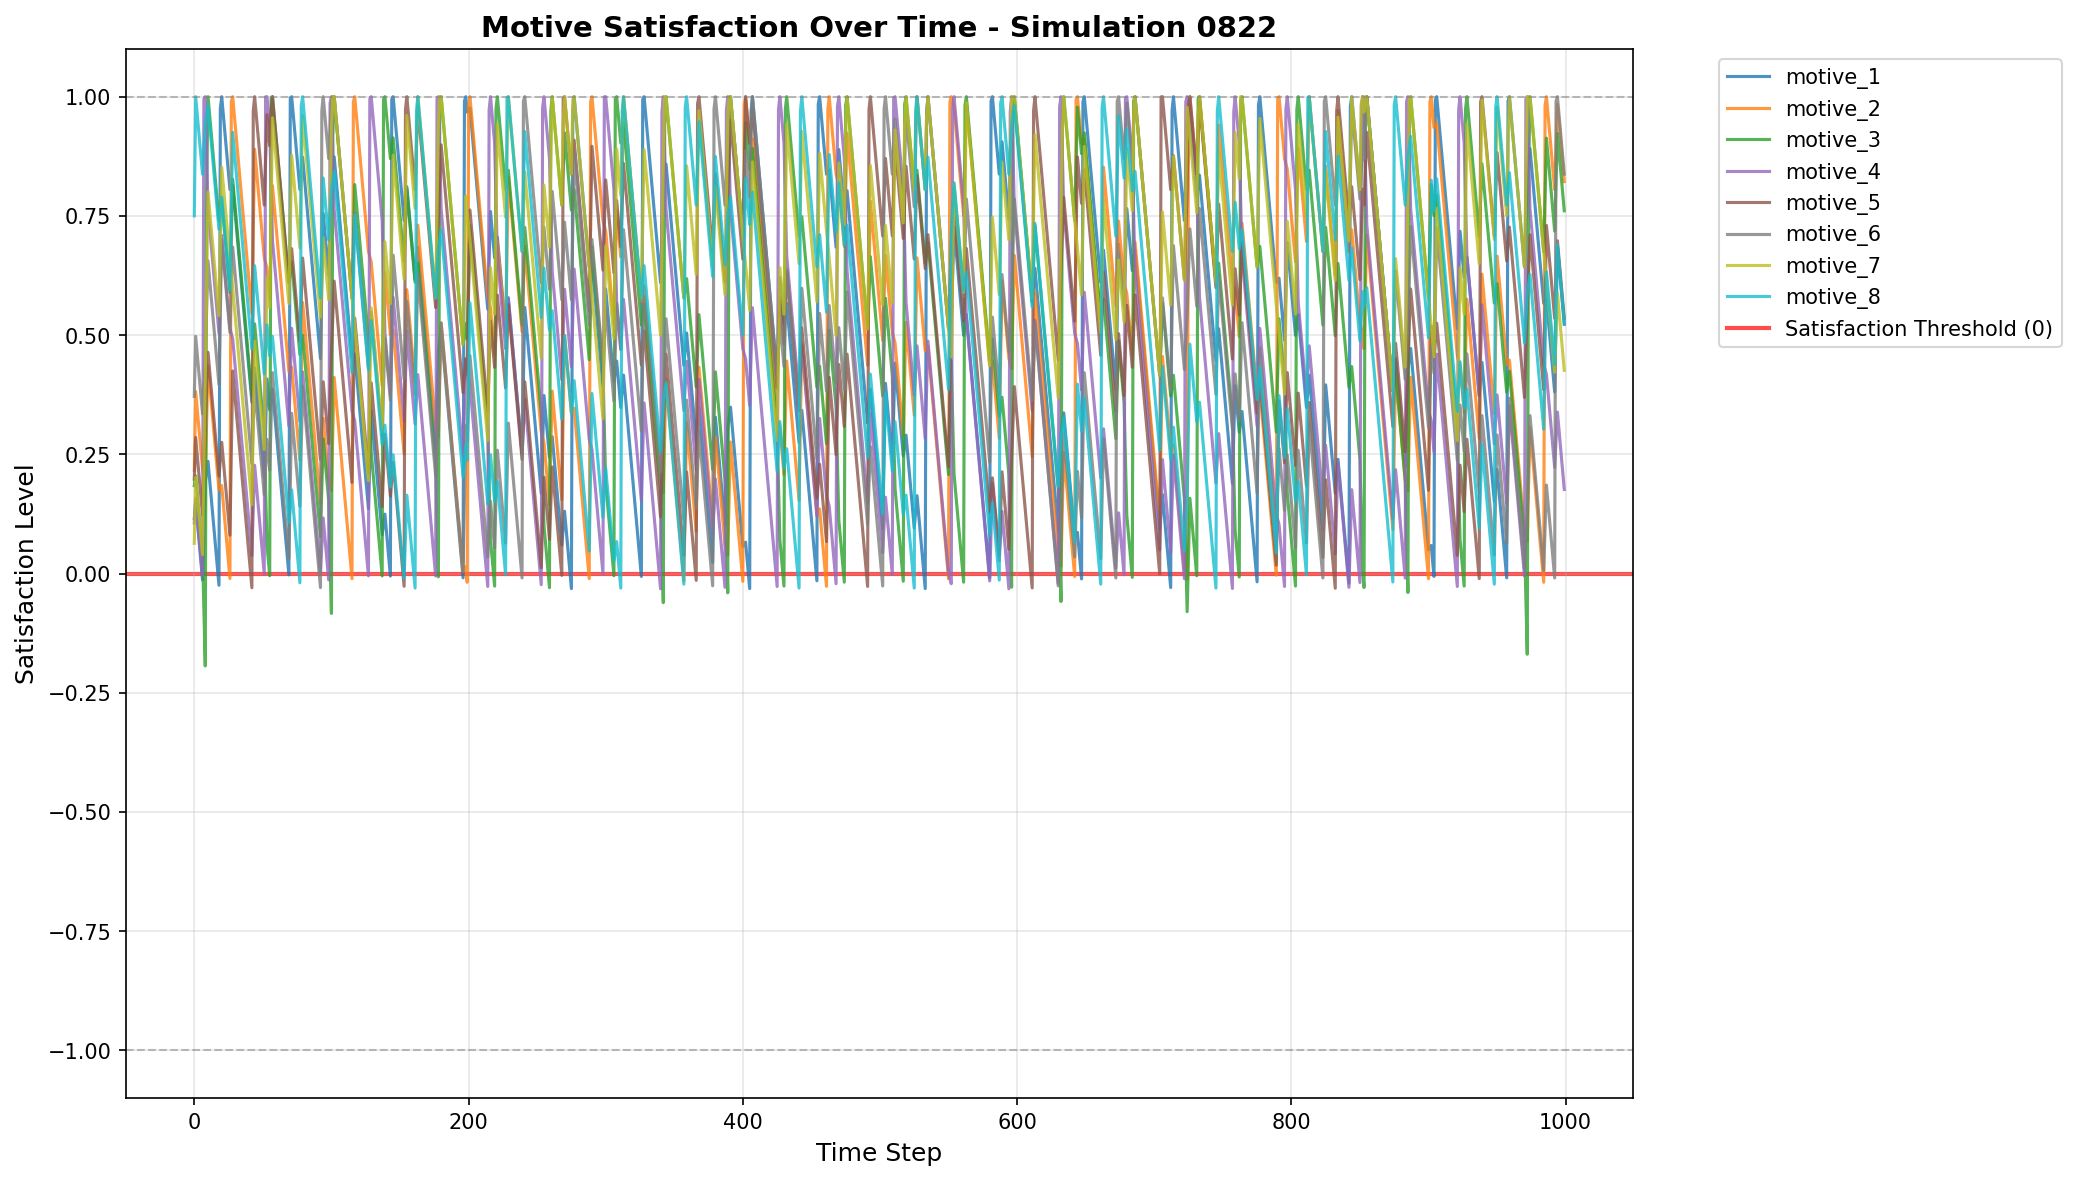 Motive Satisfaction Over Time - Simulation 0822
Satisfaction Level
1.00
0.75
0.50
0.25
0.00
−0.25
−0.50
−0.75
−1.00
0
200
400
600
800
1000
Time Step
motive_1
motive_2
motive_3
motive_4
motive_5
motive_6
motive_7
motive_8
Satisfaction Threshold (0)